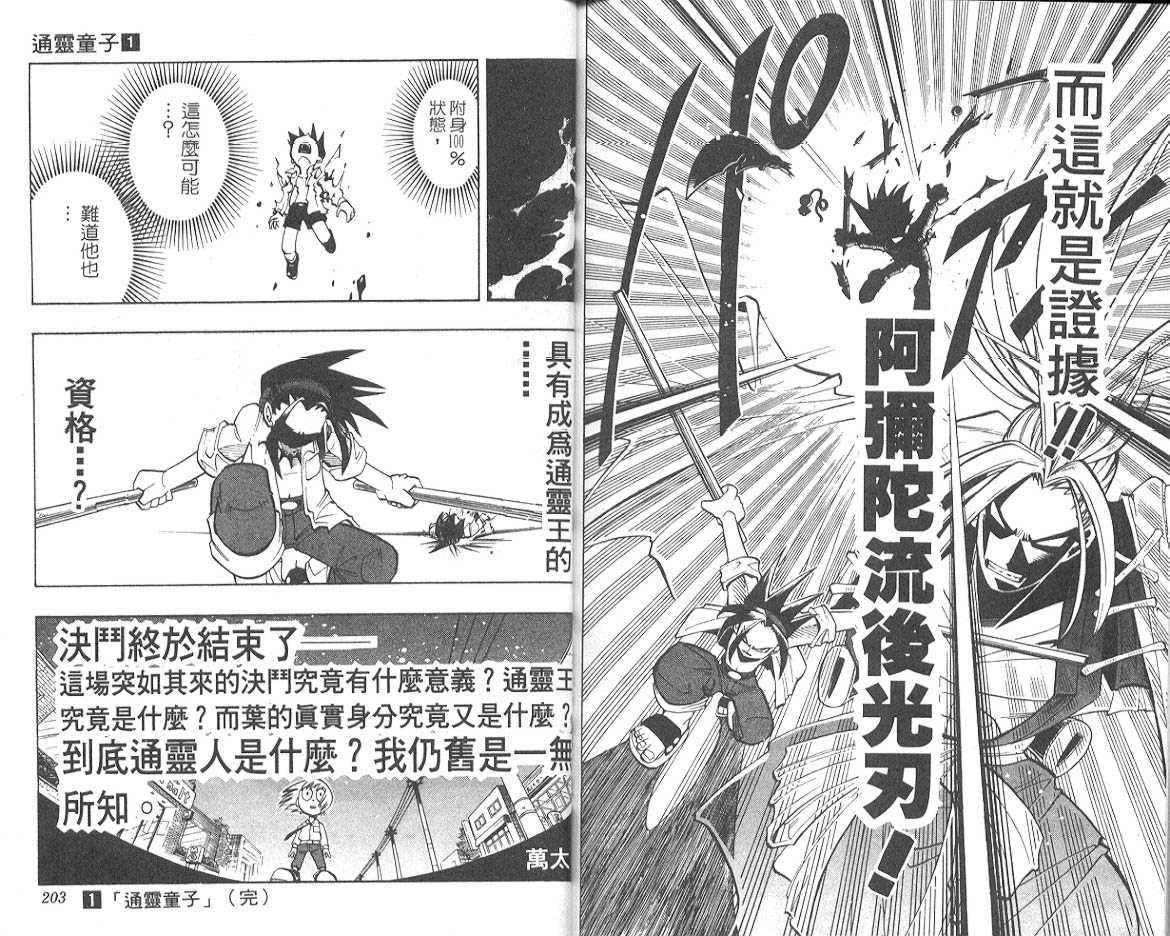 而這就是證據!!
阿彌陀流後光刃!
通靈童子1
附身100%
狀態，
這怎麼可能
…?
難道他也
…
具有成為通靈王的
……
資格……?
決鬥終於結束了——
這場突如其來的決鬥究竟有什麼意義？通靈王
究竟是什麼？而葉的真實身分究竟又是什麼？
到底通靈人是什麼？我仍舊是一無
所知。
萬太
203 1「通靈童子」（完）